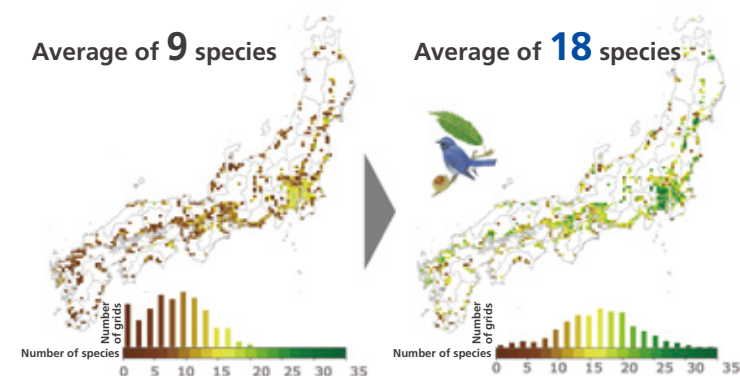 Average of 9 species
Number
of grids
Number of species
0 5 10 15 20 25 30 35
Average of 18 species
Number
of grids
Number of species
0 5 10 15 20 25 30 35